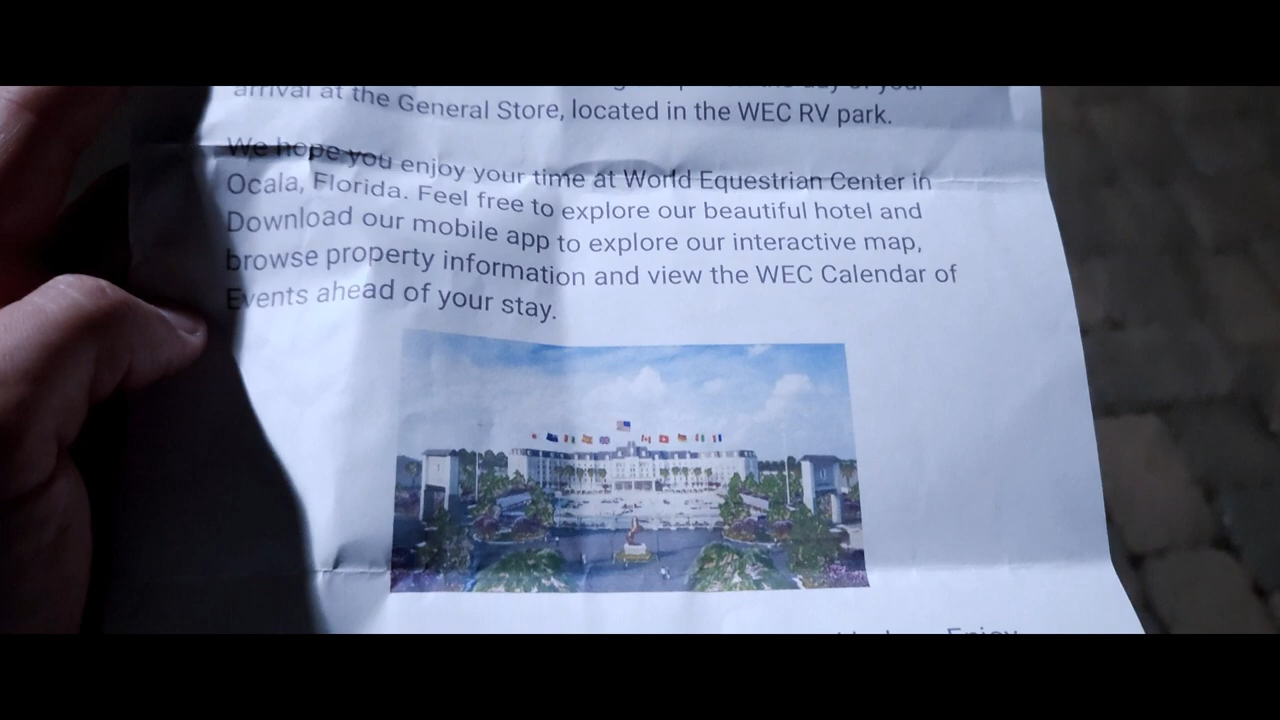 arrival at the General Store, located in the WEC RV park.
We hope you enjoy your time at World Equestrian Center in
Ocala, Florida. Feel free to explore our beautiful hotel and
Download our mobile app to explore our interactive map,
browse property information and view the WEC Calendar of
Events ahead of your stay.
Enjoy